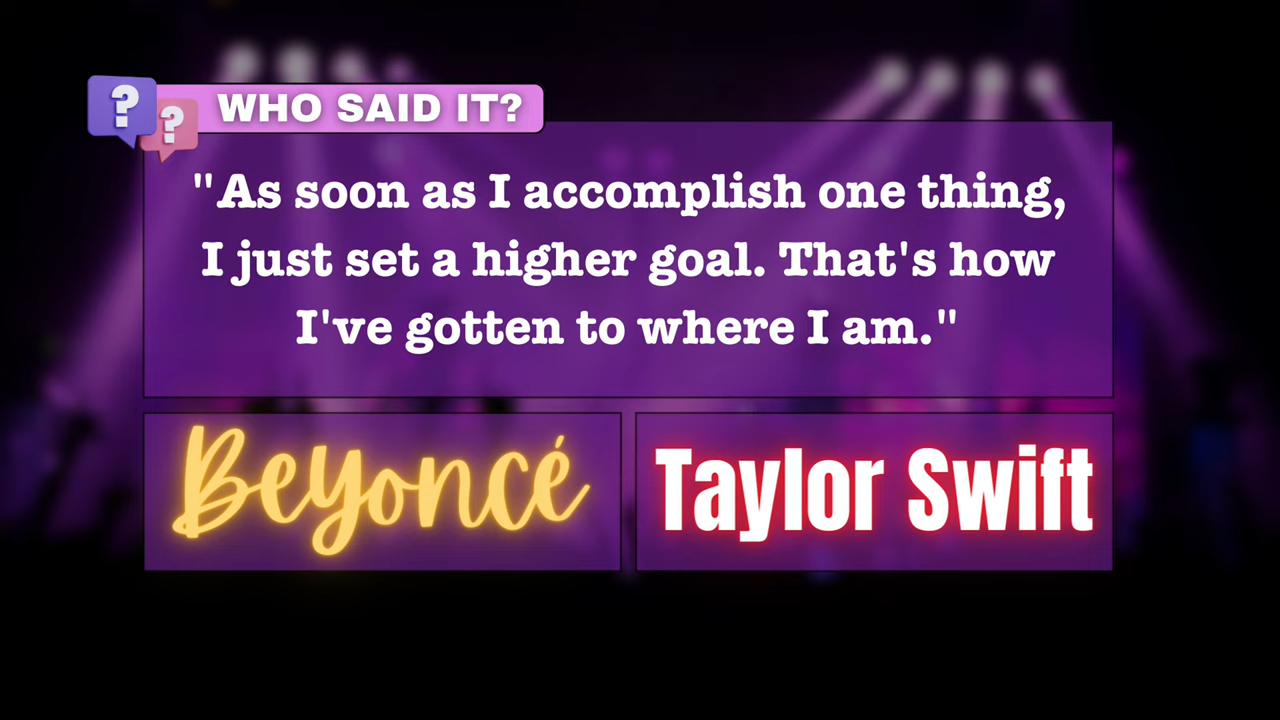 ? ?
WHO SAID IT?
"As soon as I accomplish one thing,
I just set a higher goal. That's how
I've gotten to where I am."
Beyoncé
Taylor Swift